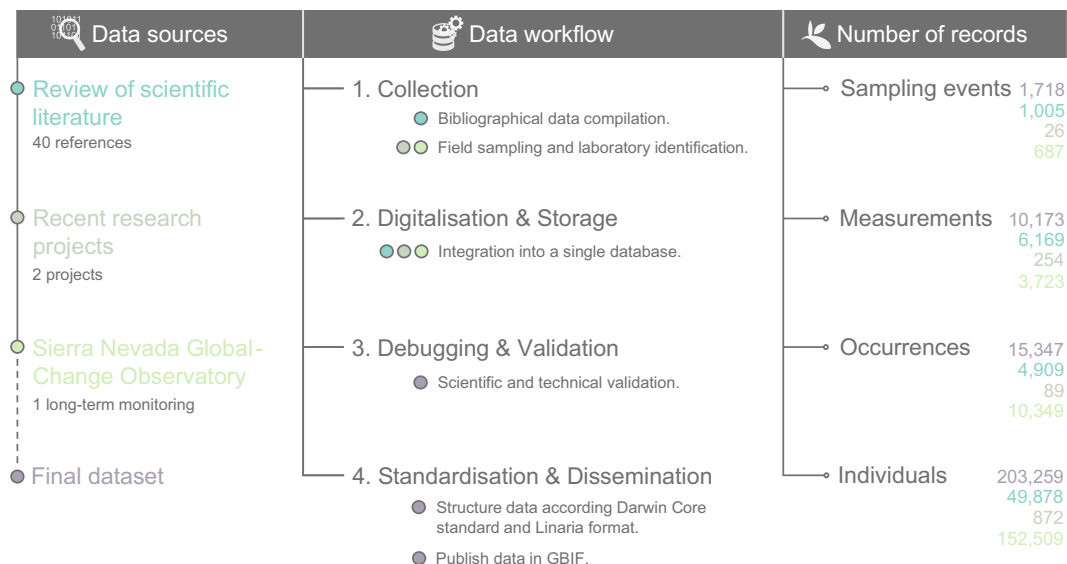 Data sources
Review of scientific
literature
40 references
Recent research
projects
2 projects
Sierra Nevada Global-
Change Observatory
1 long-term monitoring
Final dataset
Data workflow
1. Collection
Bibliographical data compilation.
Field sampling and laboratory identification.
2. Digitalisation & Storage
Integration into a single database.
3. Debugging & Validation
Scientific and technical validation.
4. Standardisation & Dissemination
Structure data according Darwin Core
standard and Linaria format.
Publish data in GBIF.
Number of records
Sampling events 1,718
1,005
26
687
Measurements 10,173
6,169
254
3,723
Occurrences 15,347
4,909
89
10,349
Individuals 203,259
49,878
872
152,509